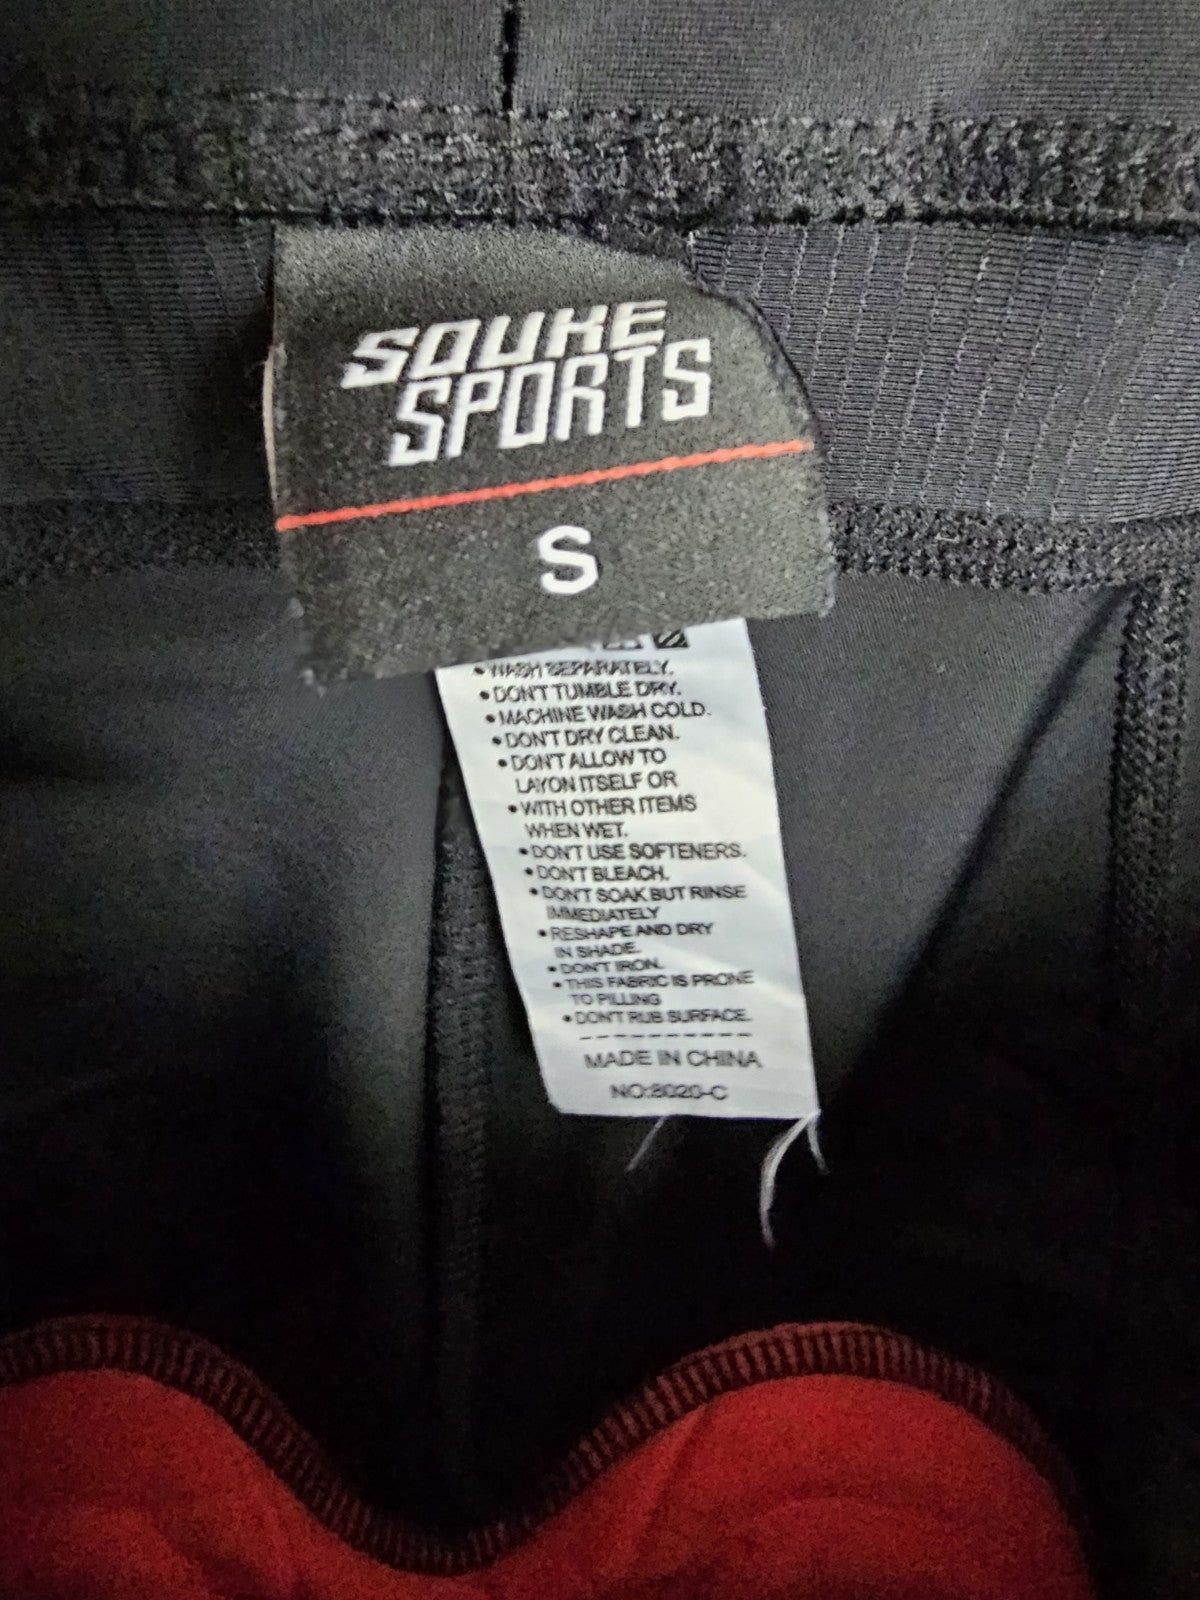 SOUKE
SPORTS
S
• WASH SEPARATELY.
• DON'T TUMBLE DRY.
• MACHINE WASH COLD.
• DON'T DRY CLEAN.
• DON'T ALLOW TO
LAYON ITSELF OR
• WITH OTHER ITEMS
WHEN WET.
• DON'T USE SOFTENERS.
• DON'T BLEACH.
• DON'T SOAK BUT RINSE
IMMEDIATELY
• RESHAPE AND DRY
IN SHADE.
• DON'T IRON.
• THIS FABRIC IS PRONE
TO PILLING
• DON'T RUB SURFACE.
MADE IN CHINA
NO:8020-C